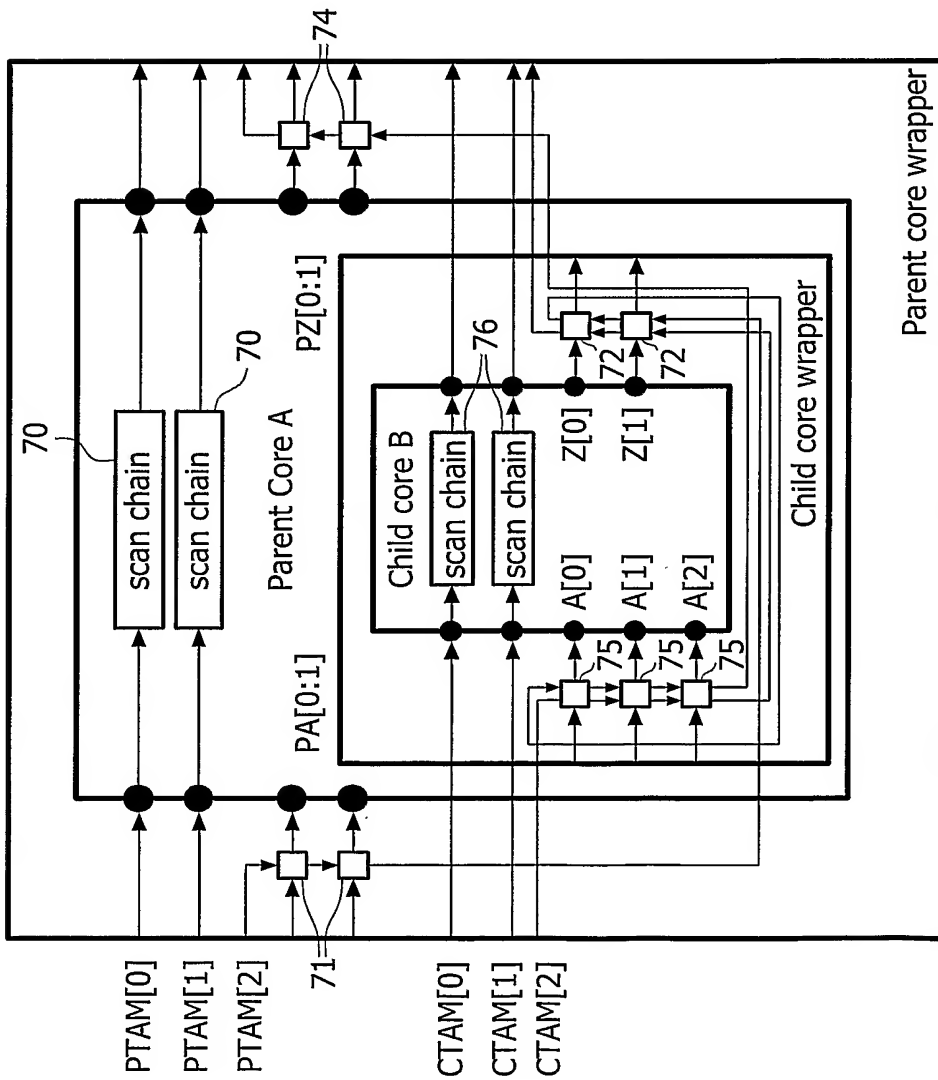 PTAM[0]
PTAM[1]
PTAM[2]
71
CTAM[0]
CTAM[1]
CTAM[2]
70
scan chain
scan chain
70
Parent Core A
PA[0:1]
PZ[0:1]
74
Child core B
scan chain
scan chain
76
A[0]
A[1]
A[2]
75
75
75
Z[0]
Z[1]
72
72
Child core wrapper
Parent core wrapper